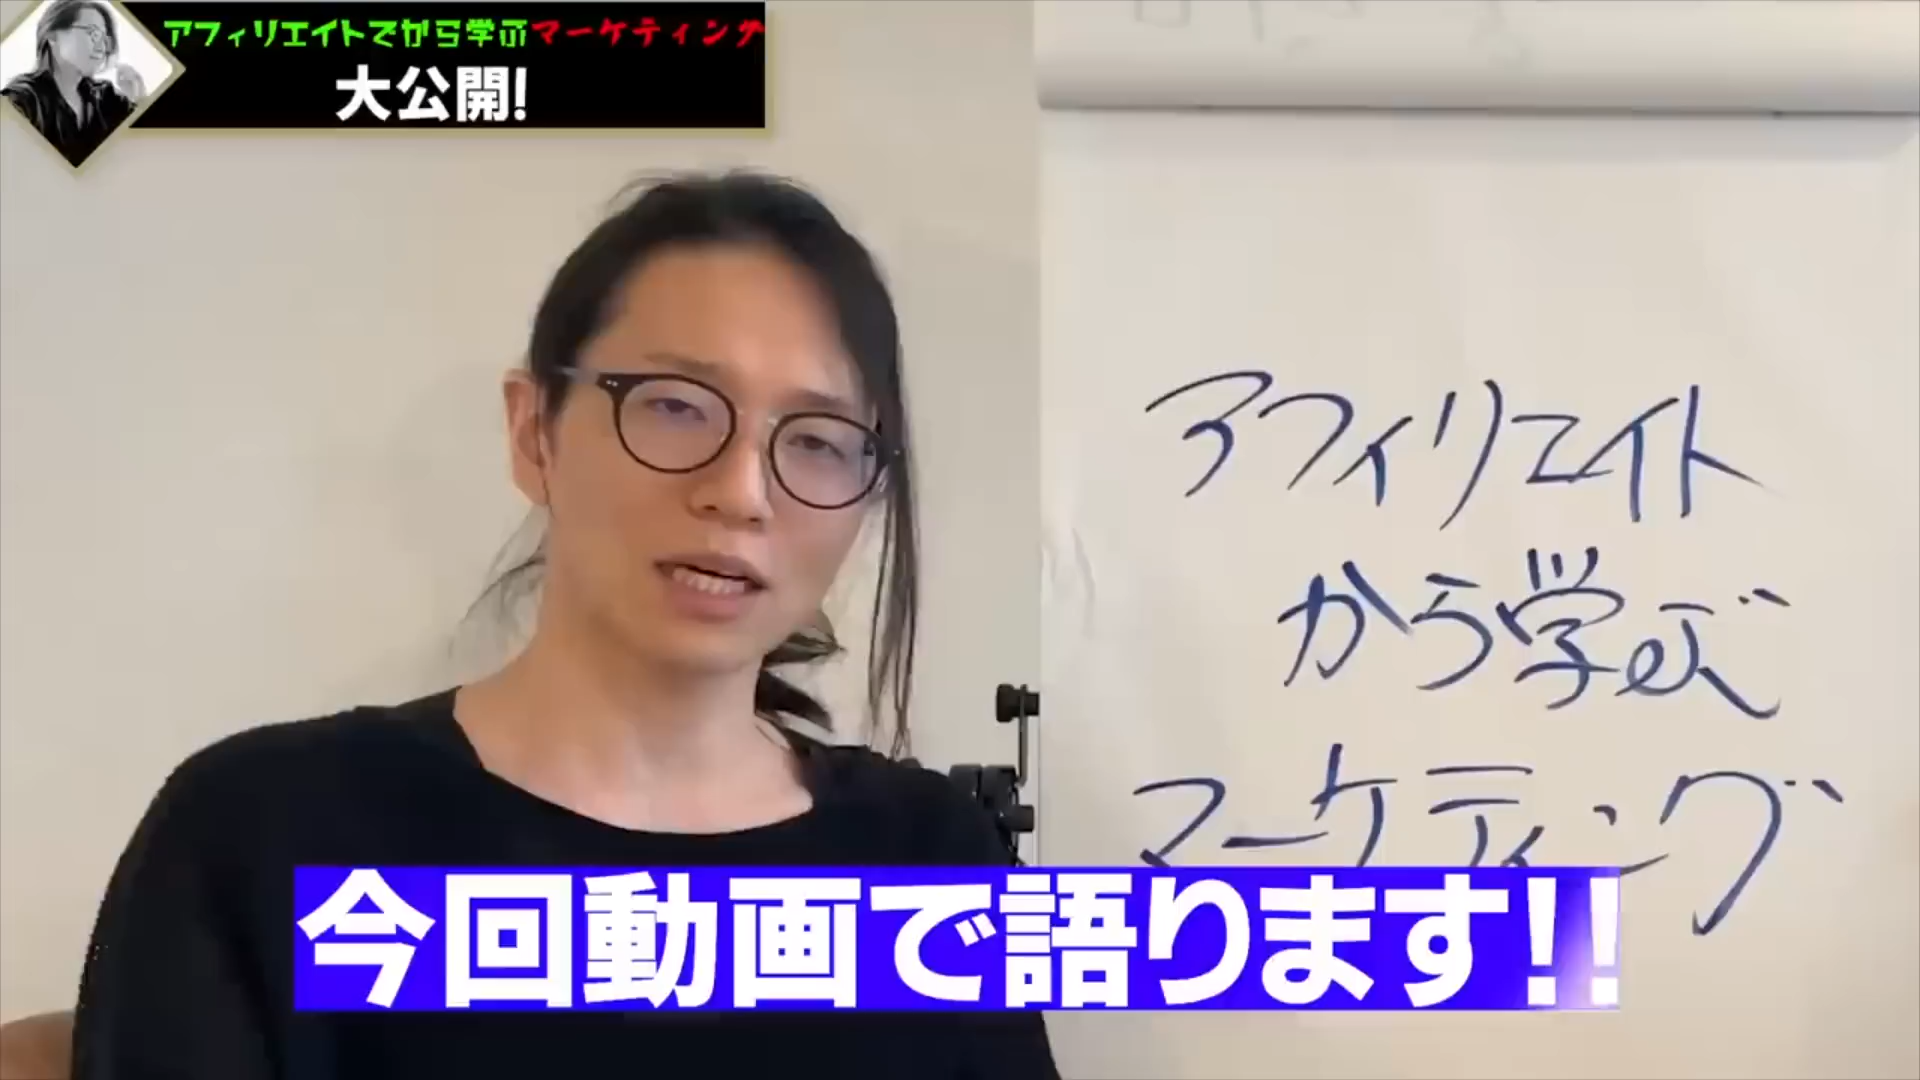 アフィリエイトでから学ぶマーケティング
大公開!
アフィリエイト
から学ぶ
マーケティング
今回動画で語ります!!